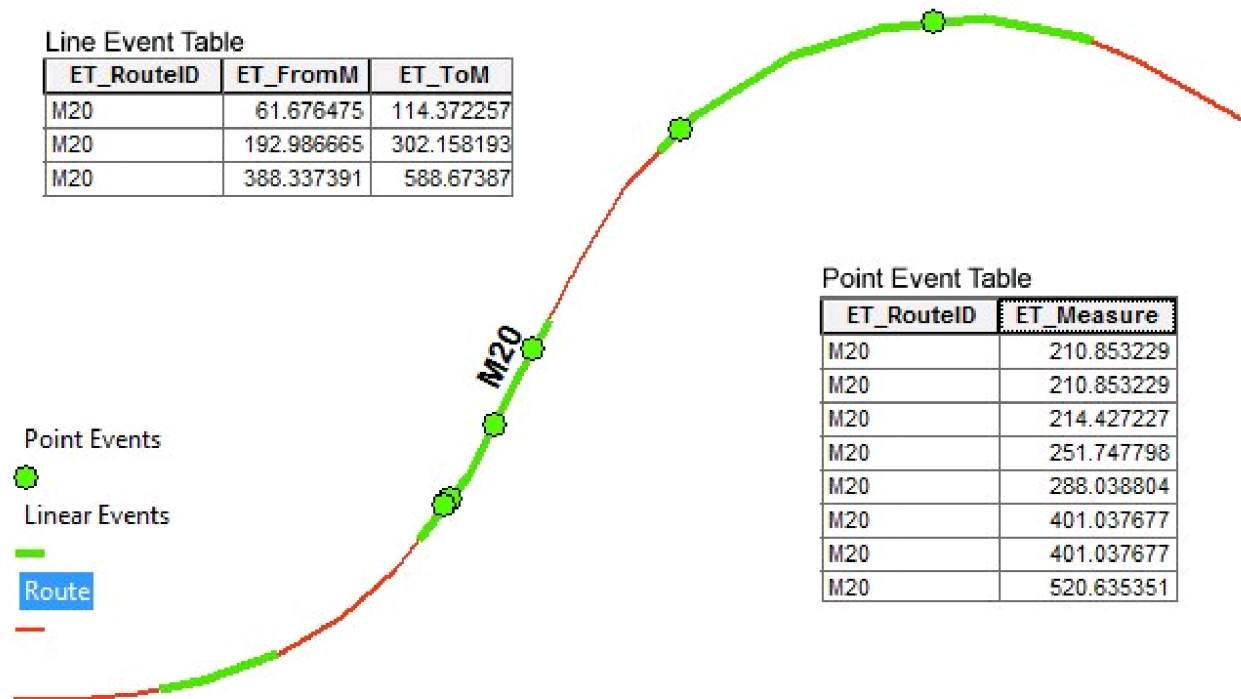 Line Event Table
ET_RouteID ET_FromM ET_ToM
M20 61.676475 114.372257
M20 192.986665 302.158193
M20 388.337391 588.67387
M20
Point Event Table
ET_RouteID ET_Measure
M20 210.853229
M20 210.853229
M20 214.427227
M20 251.747798
M20 288.038804
M20 401.037677
M20 401.037677
M20 520.635351
Point Events
Linear Events
Route